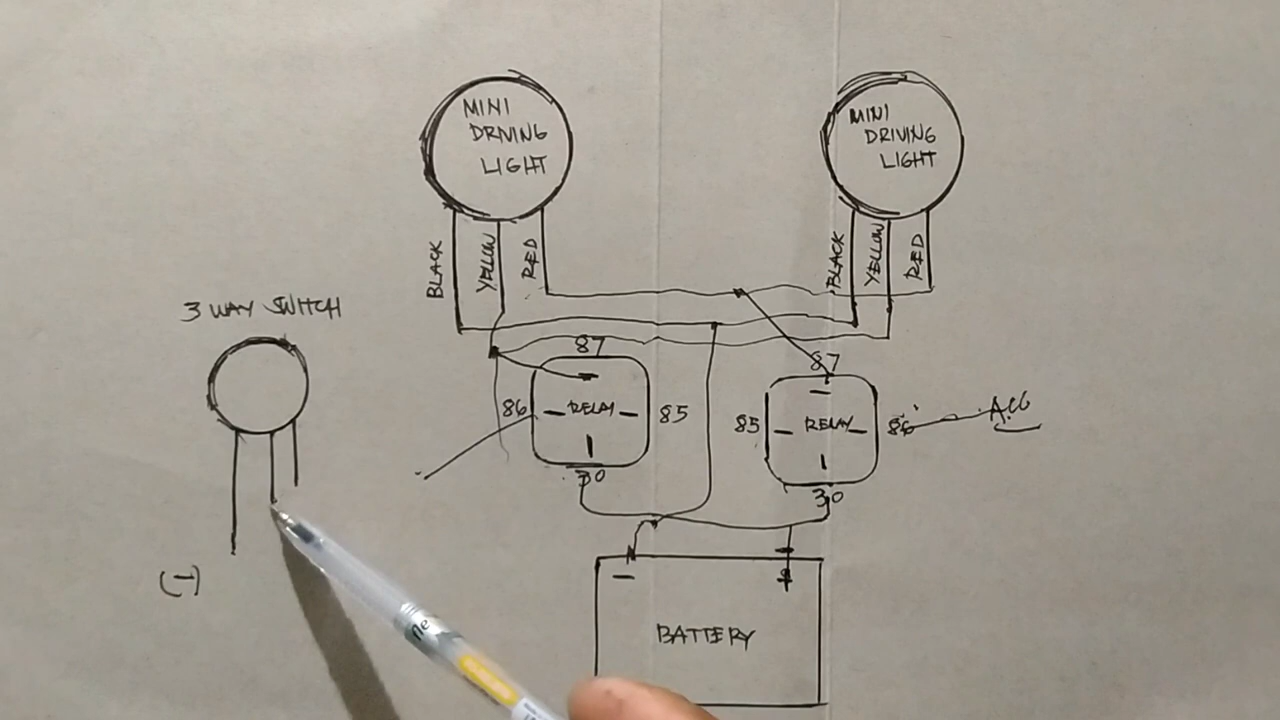 MINI
DRIVING
LIGHT
MINI
DRIVING
LIGHT
BLACK
YELLOW
RED
BLACK
YELLOW
RED
3 WAY SWITCH
87
86
RELAY
85
30
87
85
RELAY
86
30
ACC
(-)
-
+
BATTERY